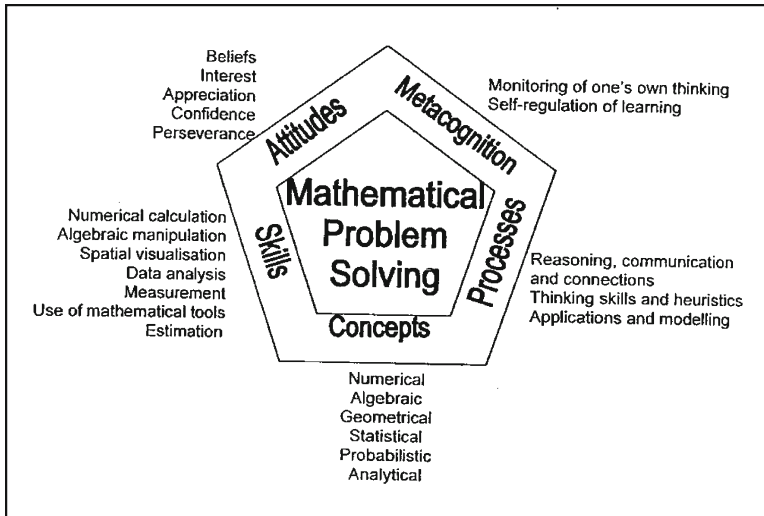 Beliefs
Interest
Appreciation
Confidence
Perseverance
Attitudes
Metacognition
Monitoring of one's own thinking
Self-regulation of learning
Mathematical
Problem
Solving
Skills
Numerical calculation
Algebraic manipulation
Spatial visualisation
Data analysis
Measurement
Use of mathematical tools
Estimation
Processes
Reasoning, communication
and connections
Thinking skills and heuristics
Applications and modelling
Concepts
Numerical
Algebraic
Geometrical
Statistical
Probabilistic
Analytical